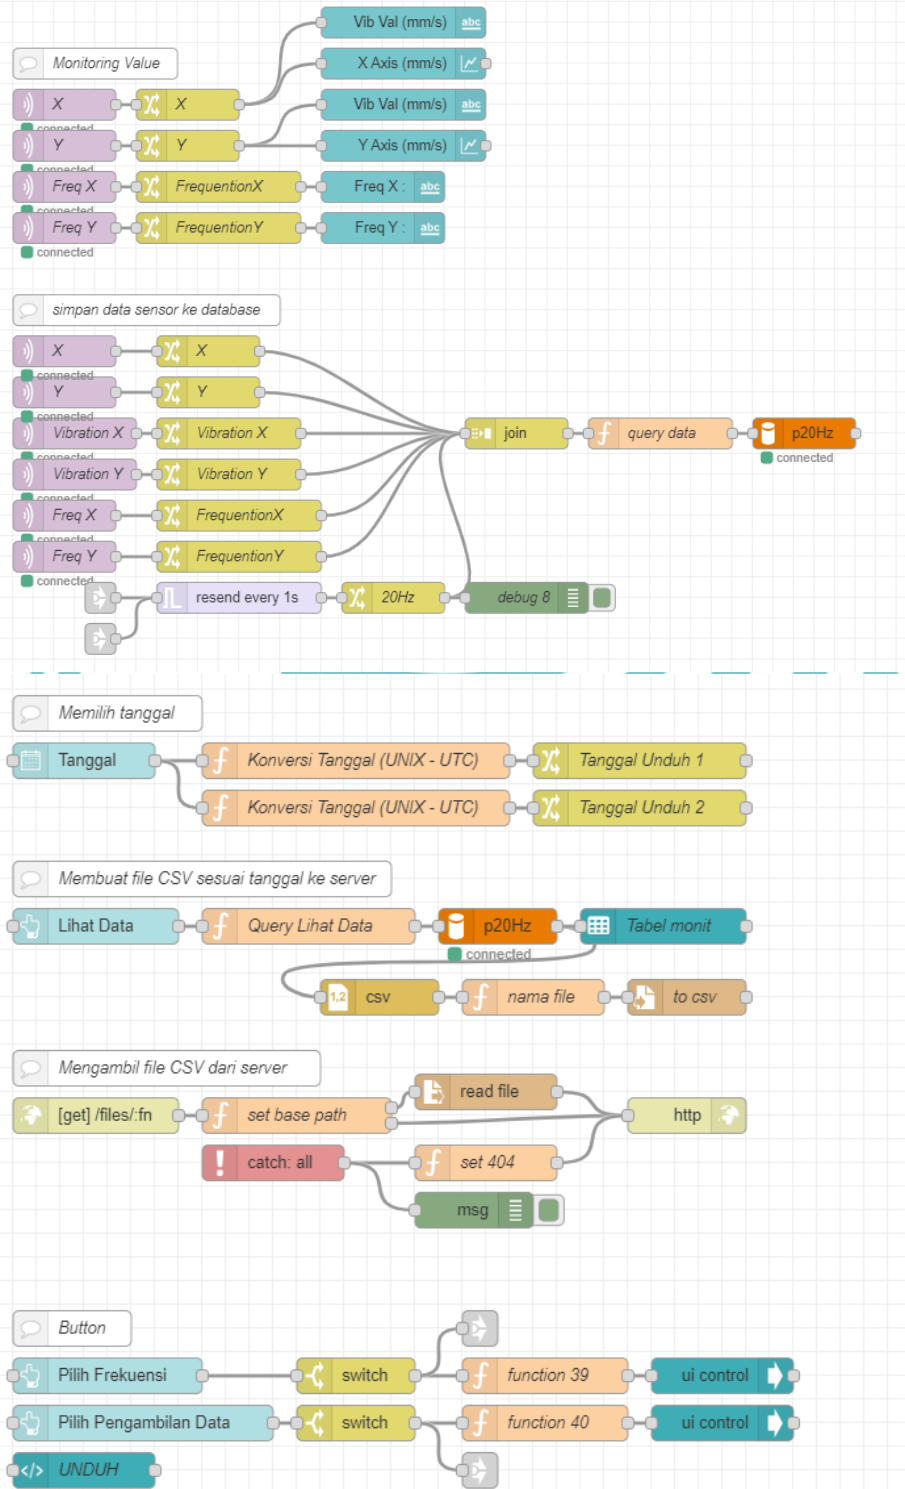 Vib Val (mm/s) abc
Monitoring Value
X Axis (mm/s)
X X Vib Val (mm/s) abc
connected
Y Y Y Axis (mm/s)
connected
Freq X FrequentionX Freq X : abc
connected
Freq Y FrequentionY Freq Y : abc
connected
simpan data sensor ke database
X X
connected
Y Y
connected
Vibration X Vibration X join query data p20Hz
connected connected
Vibration Y Vibration Y
connected
Freq X FrequentionX
connected
Freq Y FrequentionY
connected
resend every 1s 20Hz debug 8
Memilih tanggal
Tanggal Konversi Tanggal (UNIX - UTC) Tanggal Unduh 1
Konversi Tanggal (UNIX - UTC) Tanggal Unduh 2
Membuat file CSV sesuai tanggal ke server
Lihat Data Query Lihat Data p20Hz Tabel monit
connected
1,2 csv nama file to csv
Mengambil file CSV dari server
read file
[get] /files/:fn set base path http
catch: all set 404
msg
Button
Pilih Frekuensi switch function 39 ui control
Pilih Pengambilan Data switch function 40 ui control
</> UNDUH